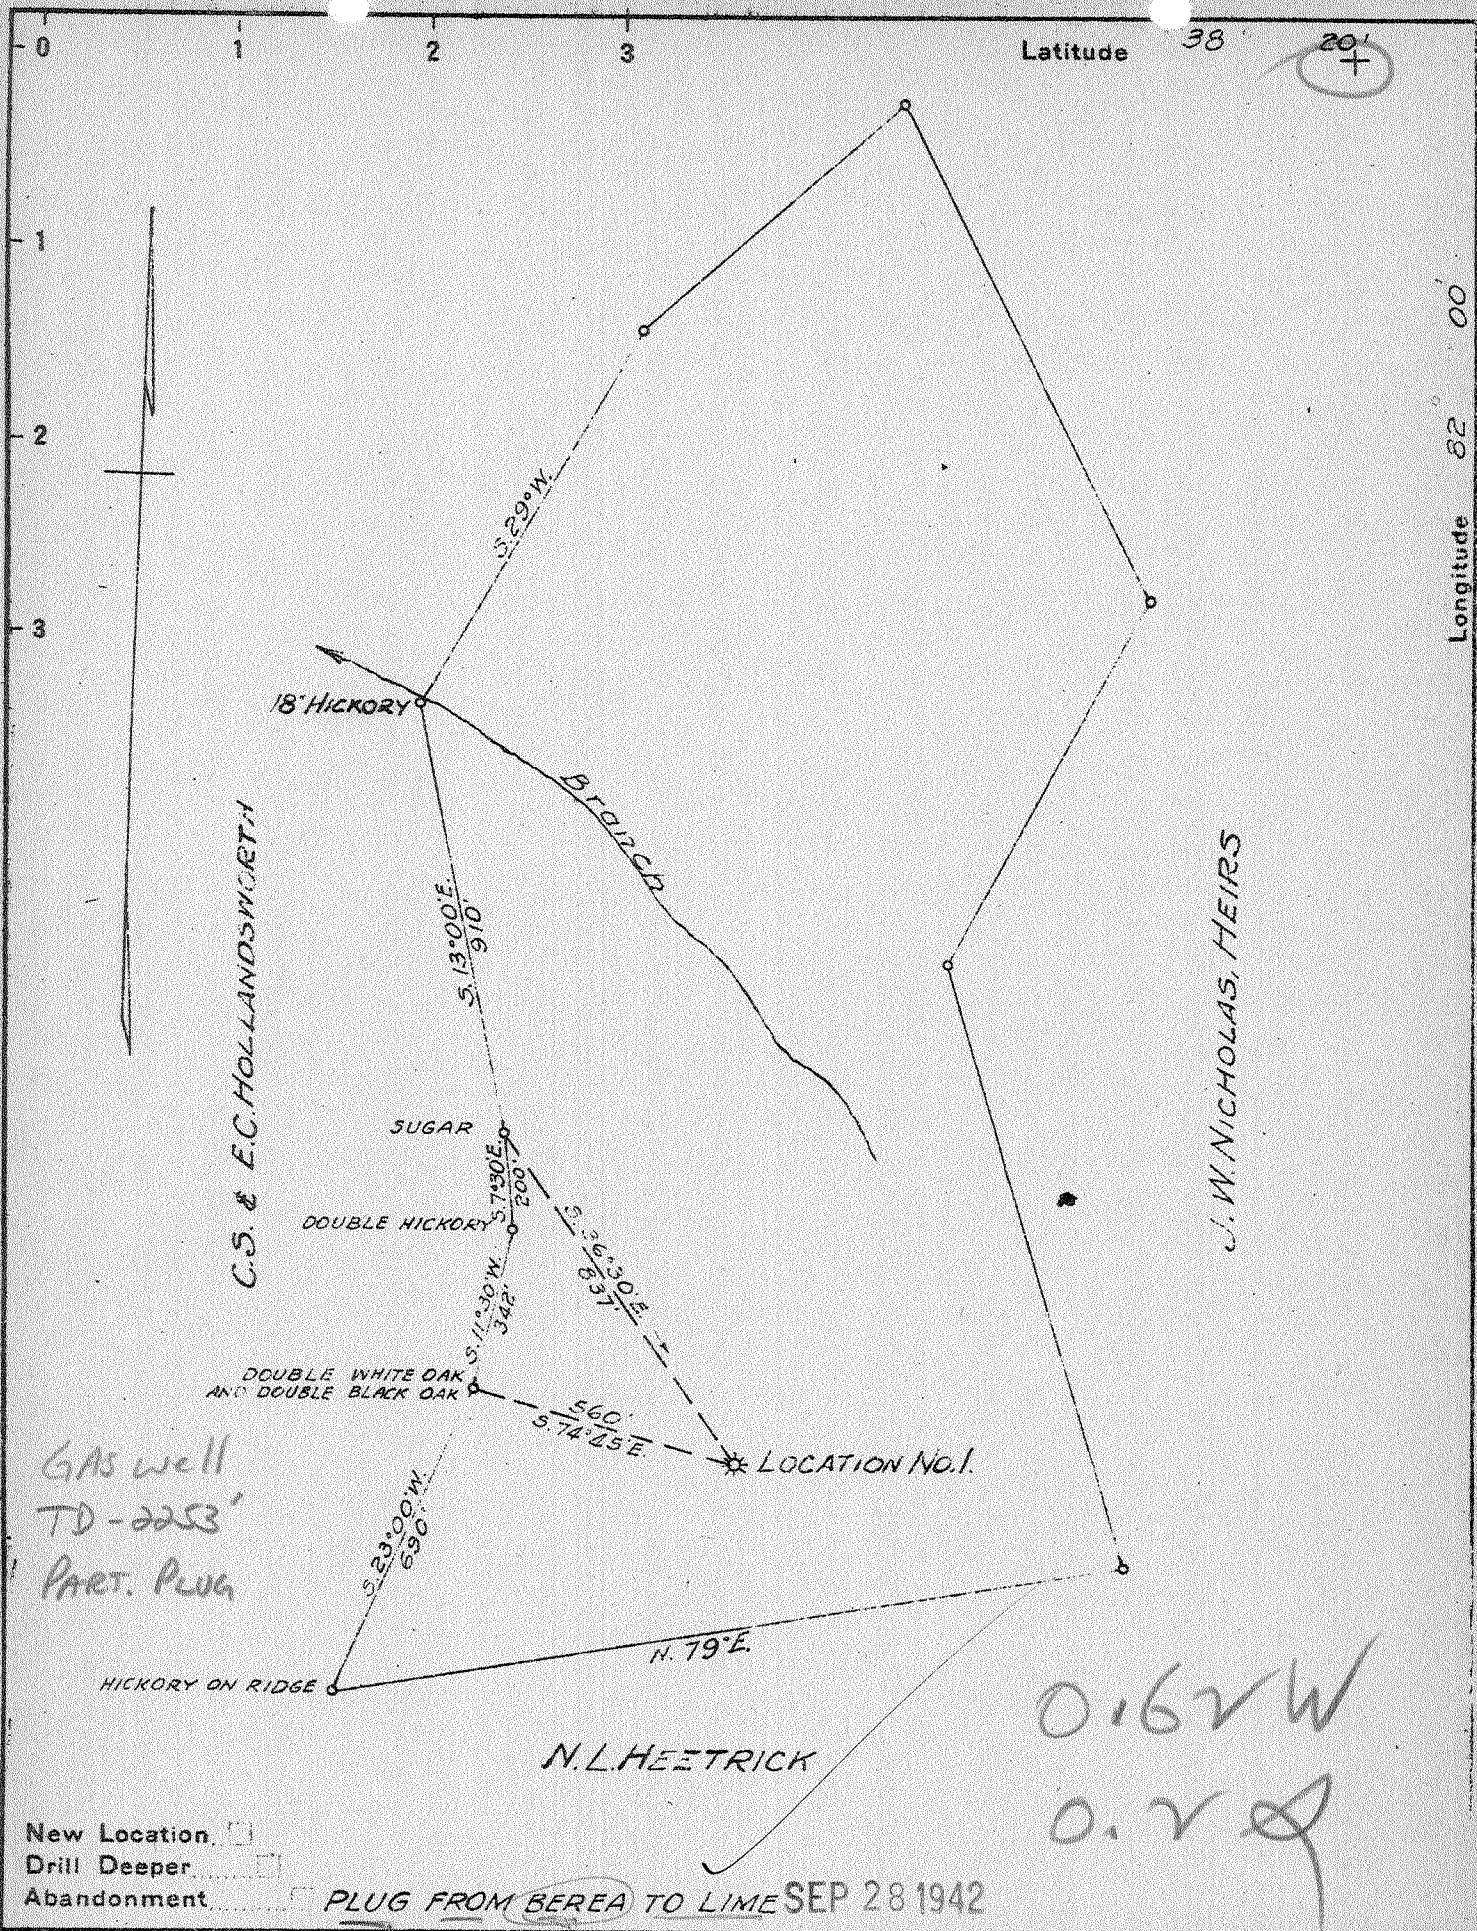 0 1 2 3 Latitude 38° 20'
1
2
3
Longitude 82° 00'
S. 29° W.
18" HICKORY
Branch
C.S. & E.C. HOLLANDSWORTH
S. 13°00' E.
910'
J. W. NICHOLAS, HEIRS
SUGAR
S. 7°30' E.
200'
DOUBLE HICKORY
S. 36°30' E.
837'
S. 11°30' W.
342'
DOUBLE WHITE OAK
AND DOUBLE BLACK OAK
560'
S. 74°45' E.
LOCATION No. 1.
GAS well
TD-2253'
PART. PLUG
S. 23°00' W.
690'
N. 79° E.
HICKORY ON RIDGE
N. L. HEETRICK
0.62 W
New Location
Drill Deeper
Abandonment PLUG FROM BEREA TO LIME SEP 28 1942